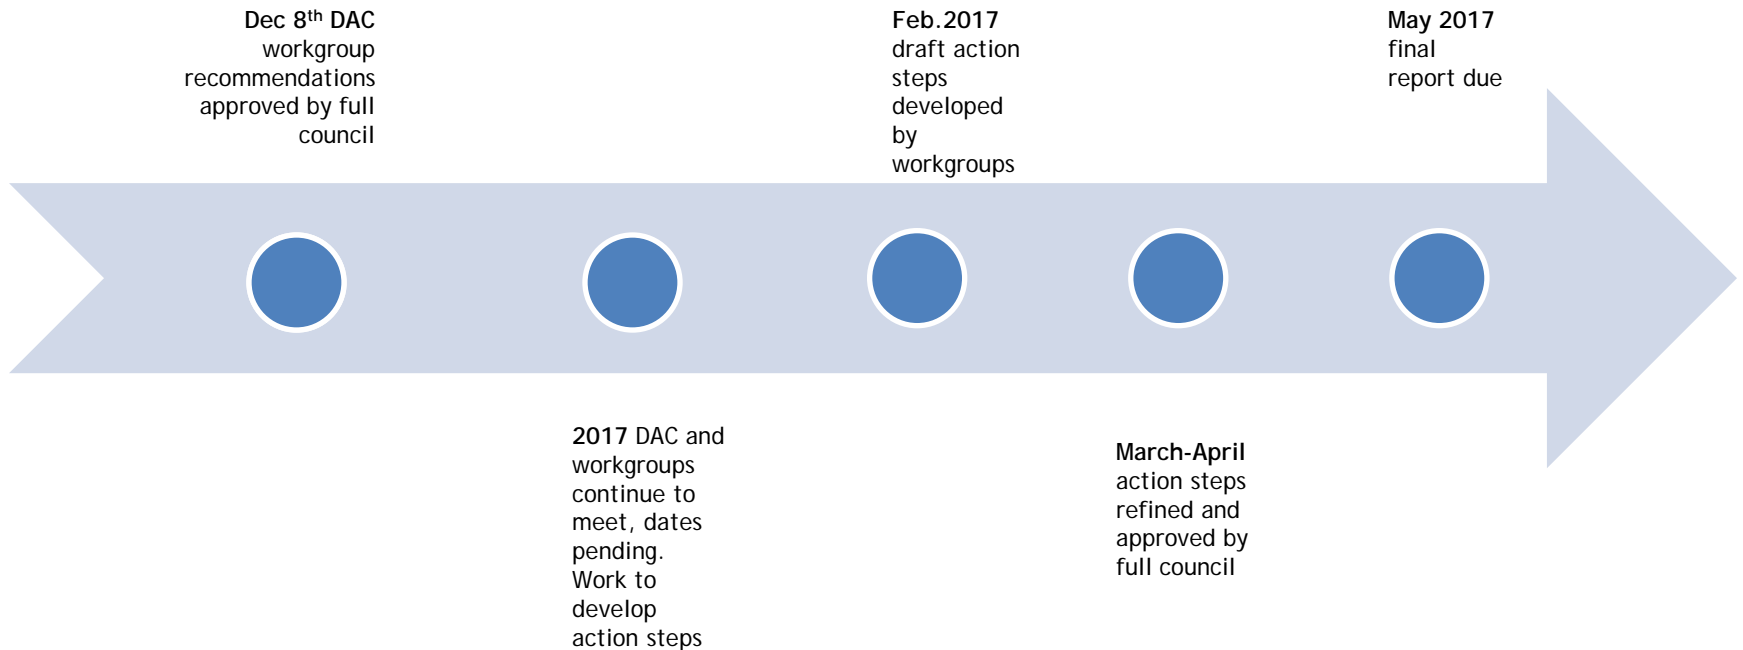 Dec 8th DAC
workgroup
recommendations
approved by full
council
2017 DAC and
workgroups
continue to
meet, dates
pending.
Work to
develop
action steps
Feb.2017
draft action
steps
developed
by
workgroups
March-April
action steps
refined and
approved by
full council
May 2017
final
report due